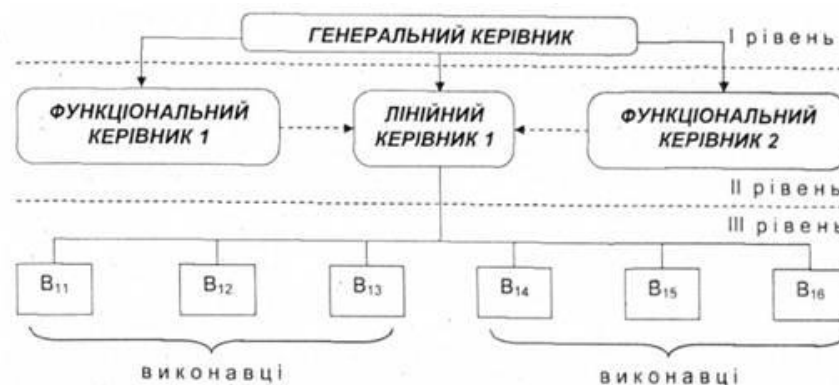 ГЕНЕРАЛЬНИЙ КЕРІВНИК
І рівень
ФУНКЦІОНАЛЬНИЙ
КЕРІВНИК 1
ЛІНІЙНИЙ
КЕРІВНИК 1
ФУНКЦІОНАЛЬНИЙ
КЕРІВНИК 2
ІІ рівень
ІІІ рівень
В₁₁
В₁₂
В₁₃
В₁₄
В₁₅
В₁₆
виконавці
виконавці